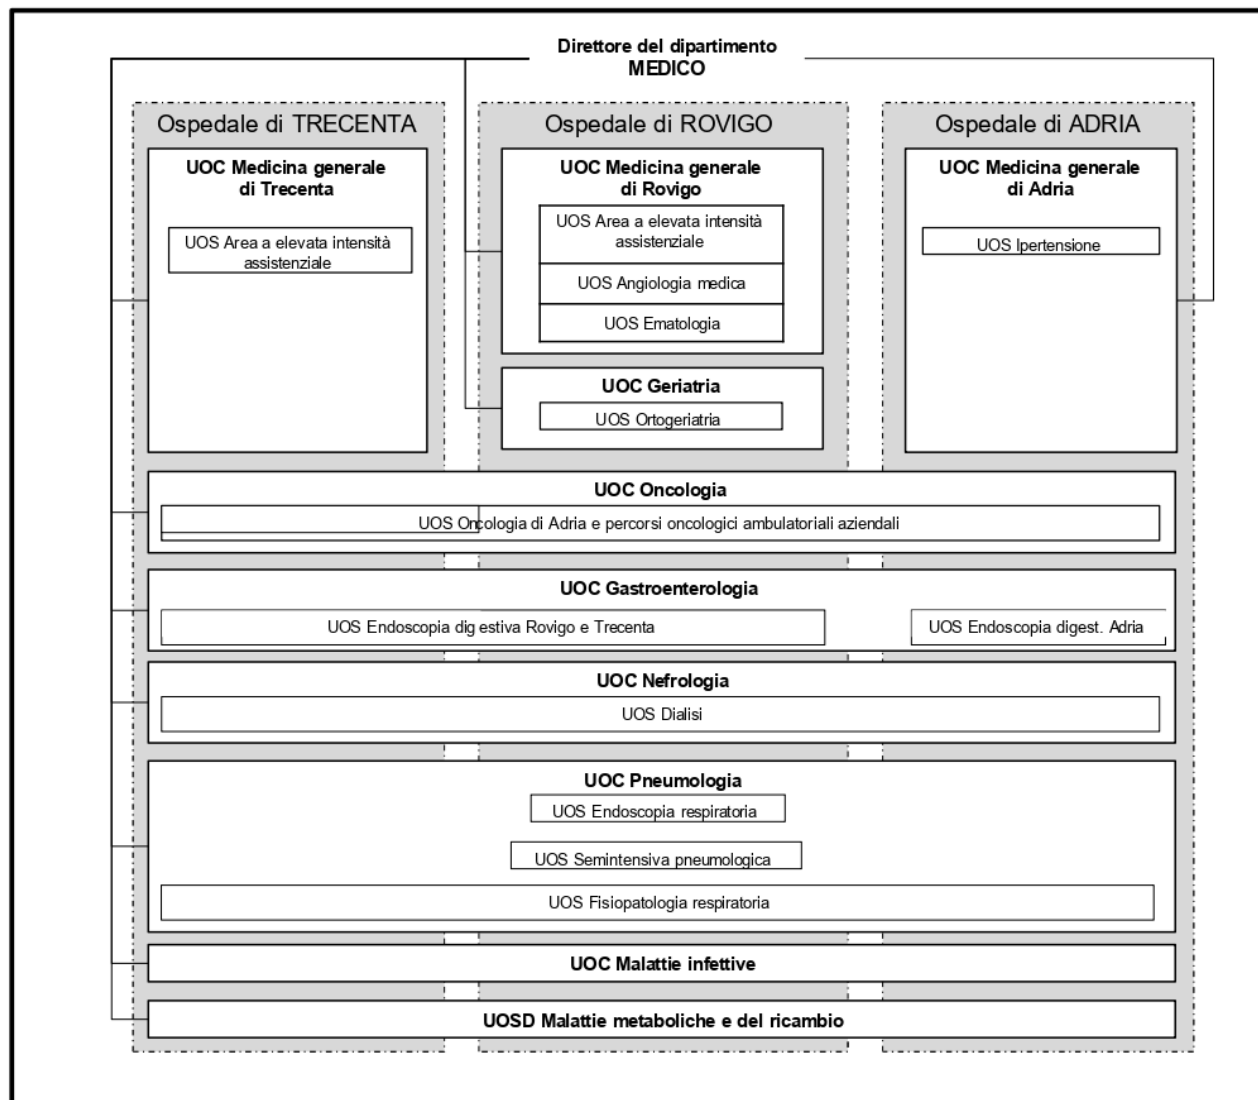 Direttore del dipartimento
MEDICO
Ospedale di TRECENTA
Ospedale di ROVIGO
Ospedale di ADRIA
UOC Medicina generale
di Trecenta
UOS Area a elevata intensità
assistenziale
UOC Medicina generale
di Rovigo
UOS Area a elevata intensità
assistenziale
UOS Angiologia medica
UOS Ematologia
UOC Medicina generale
di Adria
UOS Ipertensione
UOC Geriatria
UOS Ortogeriatria
UOC Oncologia
UOS Oncologia di Adria e percorsi oncologici ambulatoriali aziendali
UOC Gastroenterologia
UOS Endoscopia digestiva Rovigo e Trecenta
UOS Endoscopia digest. Adria
UOC Nefrologia
UOS Dialisi
UOC Pneumologia
UOS Endoscopia respiratoria
UOS Semintensiva pneumologica
UOS Fisiopatologia respiratoria
UOC Malattie infettive
UOSD Malattie metaboliche e del ricambio